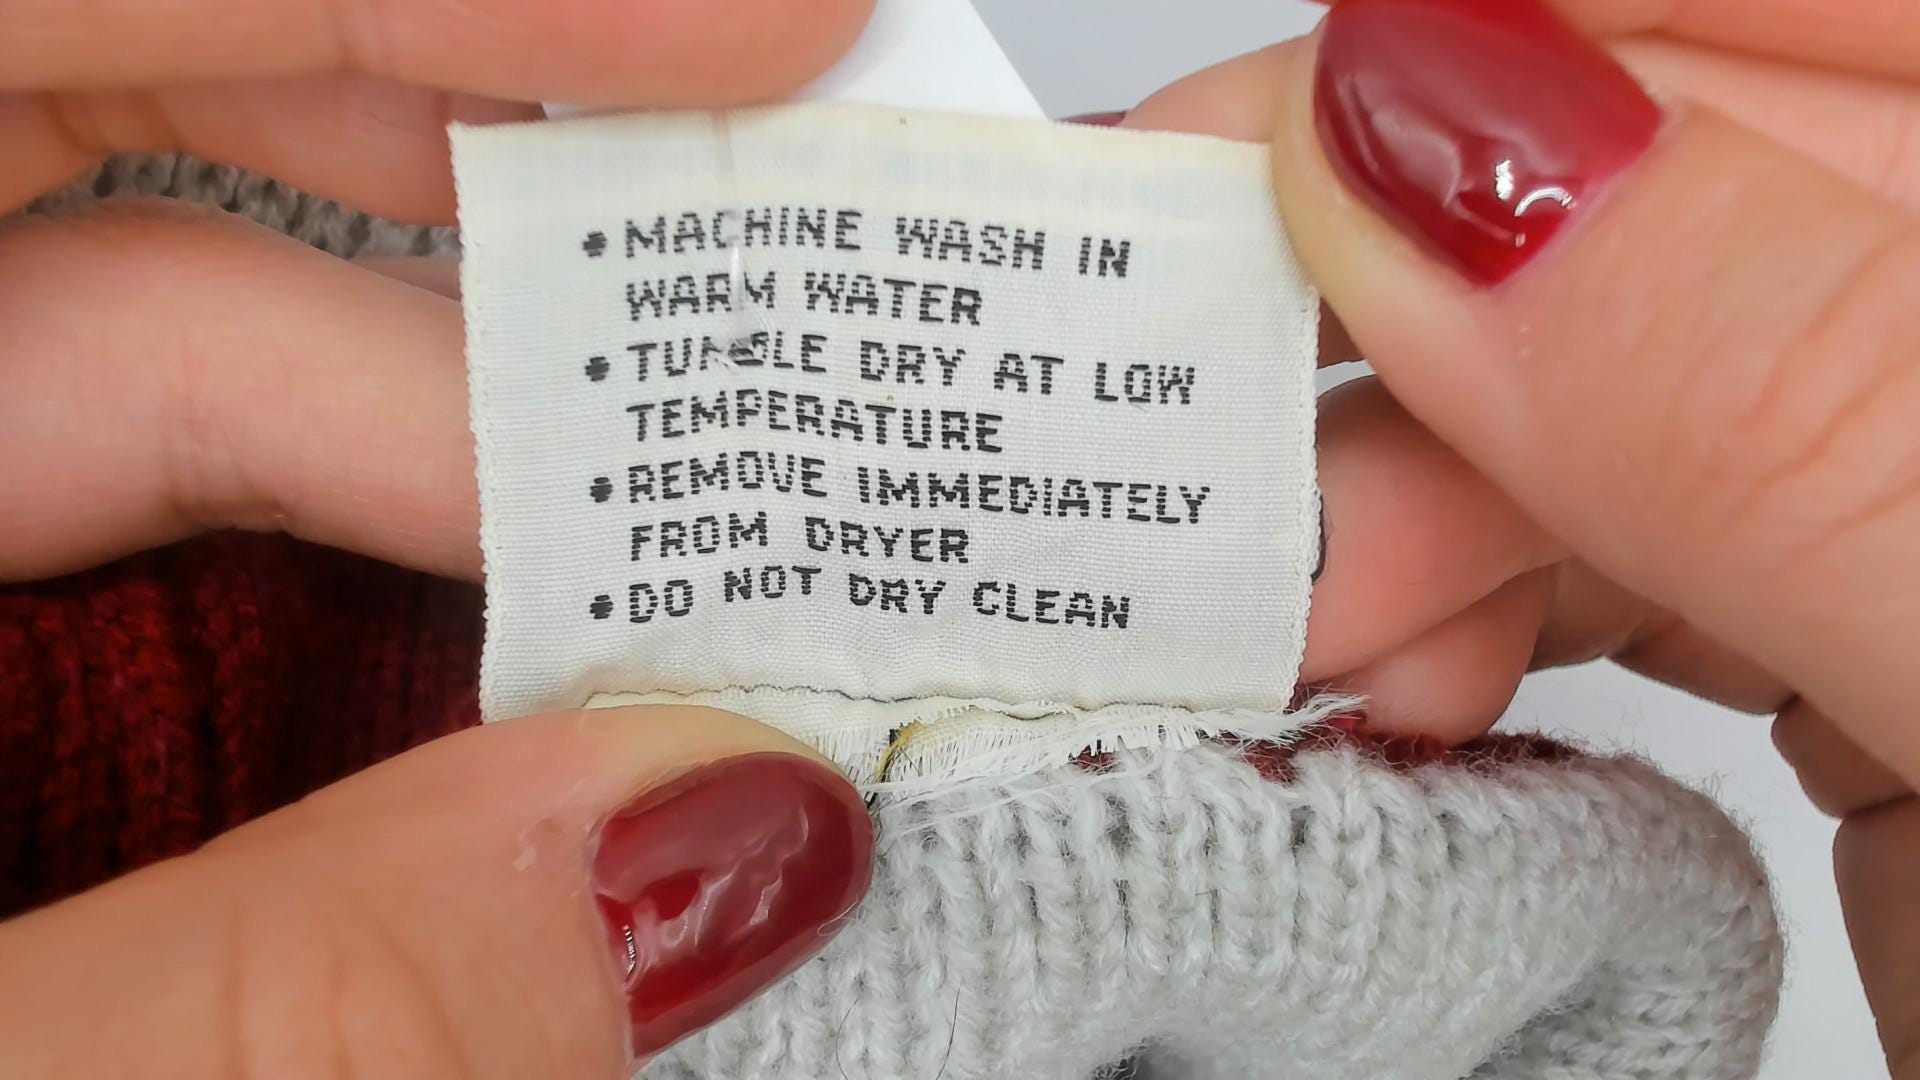 • MACHINE WASH IN
WARM WATER
• TUMBLE DRY AT LOW
TEMPERATURE
• REMOVE IMMEDIATELY
FROM DRYER
• DO NOT DRY CLEAN